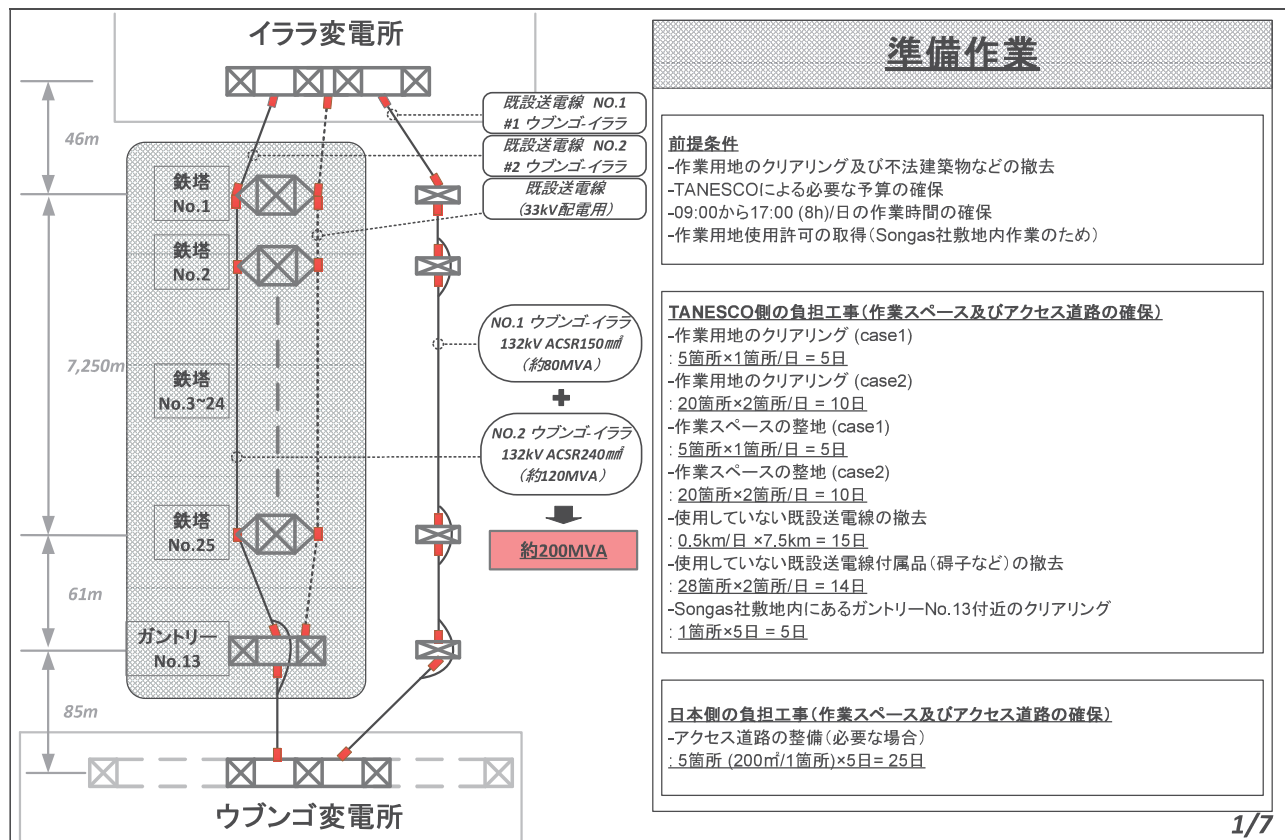 イララ変電所
46m
既設送電線 NO.1
#1 ウブンゴ-イララ
既設送電線 NO.2
#2 ウブンゴ-イララ
既設送電線
(33kV配電用)
鉄塔
No.1
鉄塔
No.2
7,250m
鉄塔
No.3~24
NO.1 ウブンゴ-イララ
132kV ACSR150㎟
(約80MVA)
+
NO.2 ウブンゴ-イララ
132kV ACSR240㎟
(約120MVA)
約200MVA
鉄塔
No.25
61m
ガントリー
No.13
85m
ウブンゴ変電所
準備作業
前提条件
-作業用地のクリアリング及び不法建築物などの撤去
-TANESCOによる必要な予算の確保
-09:00から17:00 (8h)/日の作業時間の確保
-作業用地使用許可の取得(Songas社敷地内作業のため)
TANESCO側の負担工事(作業スペース及びアクセス道路の確保)
-作業用地のクリアリング (case1)
: 5箇所×1箇所/日 = 5日
-作業用地のクリアリング (case2)
: 20箇所×2箇所/日 = 10日
-作業スペースの整地 (case1)
: 5箇所×1箇所/日 = 5日
-作業スペースの整地 (case2)
: 20箇所×2箇所/日 = 10日
-使用していない既設送電線の撤去
: 0.5km/日 ×7.5km = 15日
-使用していない既設送電線付属品(碍子など)の撤去
: 28箇所×2箇所/日 = 14日
-Songas社敷地内にあるガントリーNo.13付近のクリアリング
: 1箇所×5日 = 5日
日本側の負担工事(作業スペース及びアクセス道路の確保)
-アクセス道路の整備(必要な場合)
: 5箇所 (200㎡/1箇所)×5日= 25日
1/7